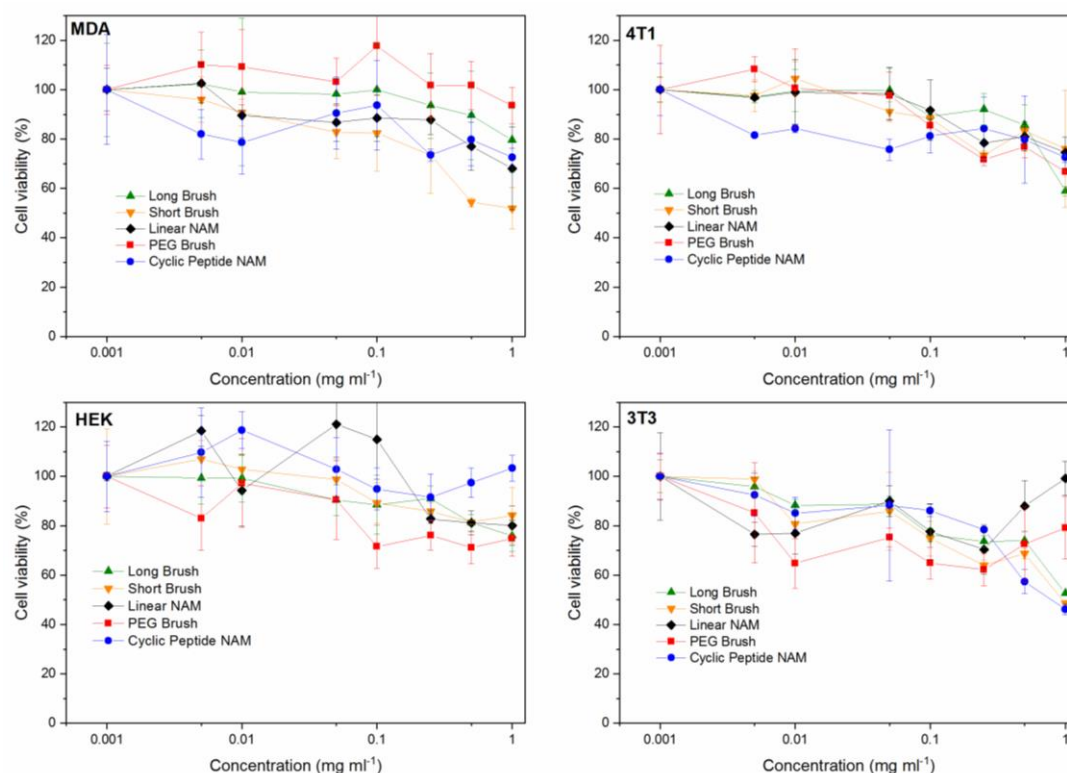 MDA
120
100
80
60
40
20
0
Cell viability (%)
Long Brush
Short Brush
Linear NAM
PEG Brush
Cyclic Peptide NAM
0.001
0.01
0.1
1
Concentration (mg ml⁻¹)
4T1
120
100
80
60
40
20
0
Cell viability (%)
Long Brush
Short Brush
Linear NAM
PEG Brush
Cyclic Peptide NAM
0.001
0.01
0.1
1
Concentration (mg ml⁻¹)
HEK
120
100
80
60
40
20
0
Cell viability (%)
Long Brush
Short Brush
Linear NAM
PEG Brush
Cyclic Peptide NAM
0.001
0.01
0.1
1
Concentration (mg ml⁻¹)
3T3
120
100
80
60
40
20
0
Cell viability (%)
Long Brush
Short Brush
Linear NAM
PEG Brush
Cyclic Peptide NAM
0.001
0.01
0.1
1
Concentration (mg ml⁻¹)